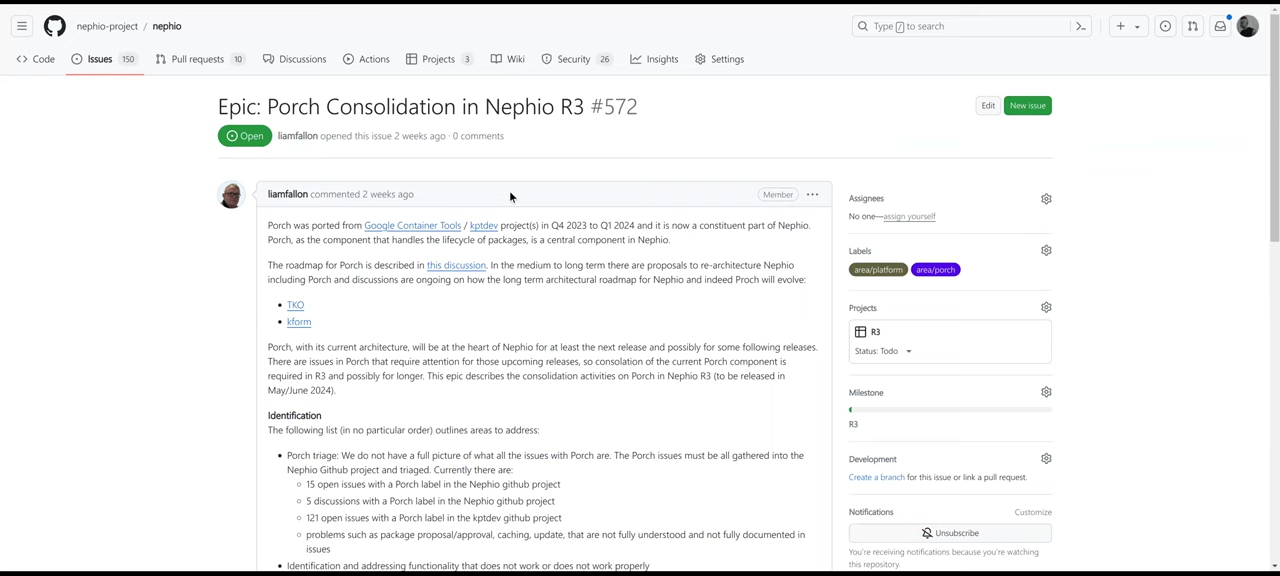 nephio-project / nephio
Type / to search
Code
Issues 150
Pull requests 10
Discussions
Actions
Projects 3
Wiki
Security 26
Insights
Settings
Epic: Porch Consolidation in Nephio R3 #572
Edit
New issue
Open
liamfallon opened this issue 2 weeks ago · 0 comments
liamfallon commented 2 weeks ago
Member
Porch was ported from Google Container Tools / kptdev project(s) in Q4 2023 to Q1 2024 and it is now a constituent part of Nephio.
Porch, as the component that handles the lifecycle of packages, is a central component in Nephio.
The roadmap for Porch is described in this discussion. In the medium to long term there are proposals to re-architecture Nephio
including Porch and discussions are ongoing on how the long term architectural roadmap for Nephio and indeed Proch will evolve:
• TKO
• kform
Porch, with its current architecture, will be at the heart of Nephio for at least the next release and possibly for some following releases.
There are issues in Porch that require attention for those upcoming releases, so consolation of the current Porch component is
required in R3 and possibly for longer. This epic describes the consolidation activities on Porch in Nephio R3 (to be released in
May/June 2024).
Identification
The following list (in no particular order) outlines areas to address:
• Porch triage: We do not have a full picture of what all the issues with Porch are. The Porch issues must be all gathered into the
Nephio Github project and triaged. Currently there are:
◦ 15 open issues with a Porch label in the Nephio github project
◦ 5 discussions with a Porch label in the Nephio github project
◦ 121 open issues with a Porch label in the kptdev github project
◦ problems such as package proposal/approval, caching, update, that are not fully understood and not fully documented in
issues
• Identification and addressing functionality that does not work or does not work properly
Assignees
No one—assign yourself
Labels
area/platform area/porch
Projects
R3
Status: Todo
Milestone
R3
Development
Create a branch for this issue or link a pull request.
Notifications Customize
Unsubscribe
You're receiving notifications because you're watching
this repository.